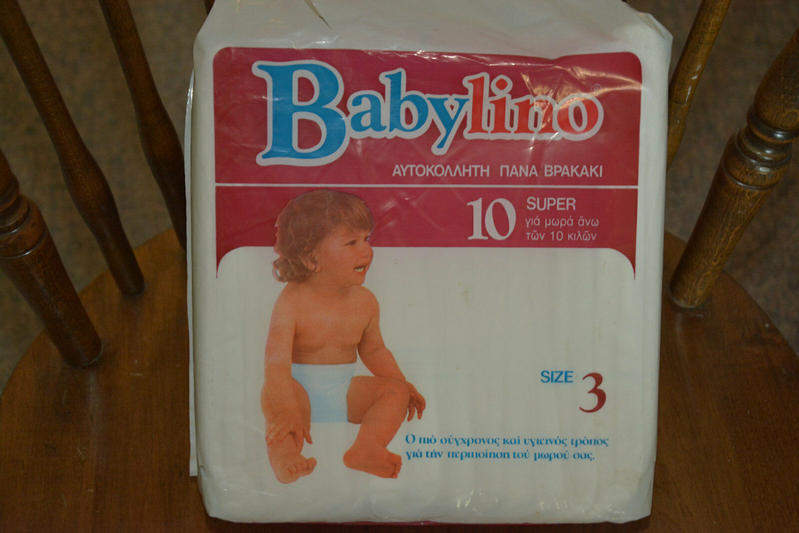 Babylino
ΑΥΤΟΚΟΛΛΗΤΗ ΠΑΝΑ ΒΡΑΚΑΚΙ
10 SUPER
γιά μωρά άνω
τῶν 10 κιλῶν
SIZE 3
Ὁ πιό σύγχρονος καί υγιεινός τρόπος
γιά τήν περιποίηση τοῦ μωροῦ σας.